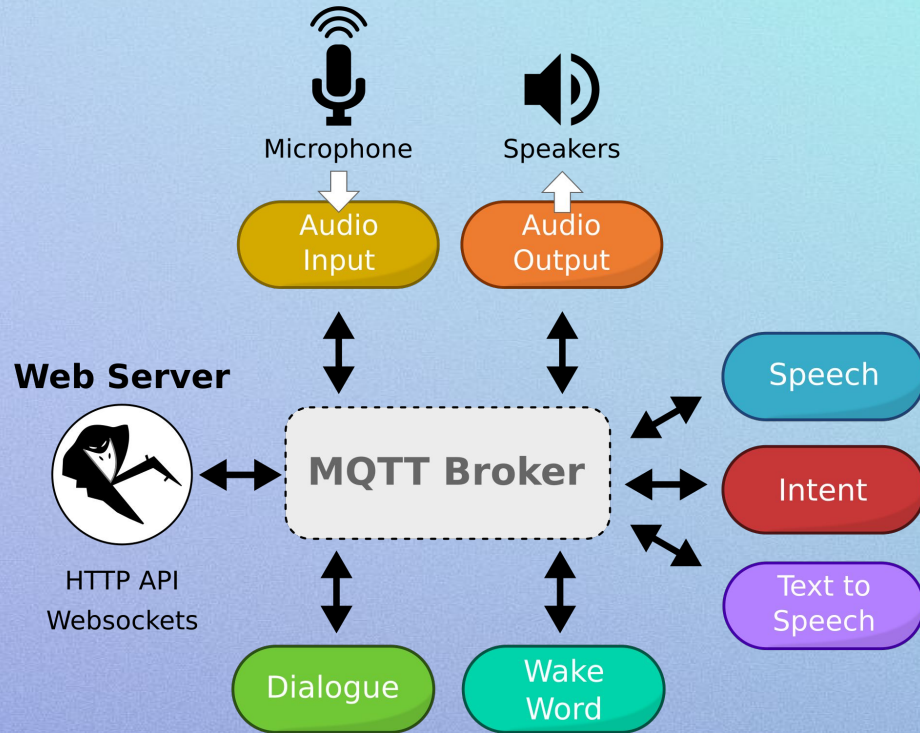 Microphone
Speakers
Audio
Input
Audio
Output
Web Server
Speech
MQTT Broker
Intent
HTTP API
Websockets
Text to
Speech
Dialogue
Wake
Word